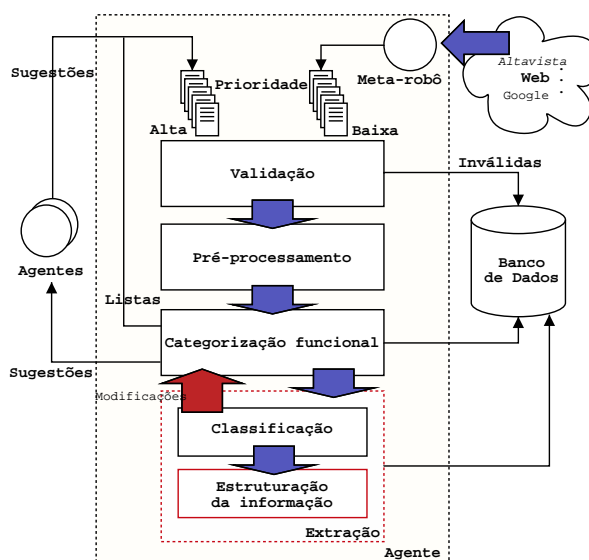 Altavista
Web
Google
Sugestões
Prioridade
Meta-robô
Alta
Baixa
Inválidas
Validação
Pré-processamento
Banco
de Dados
Agentes
Listas
Categorização funcional
Sugestões
Modificações
Classificação
Estruturação
da informação
Extração
Agente